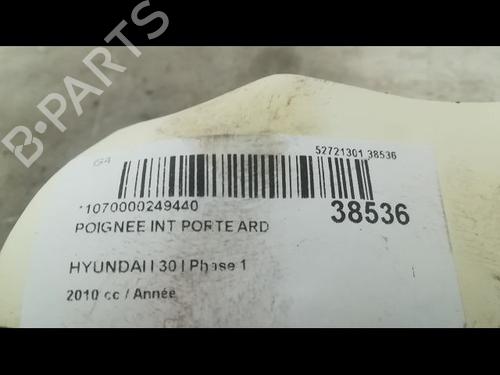 B-PARTS
G4
52721301 38536
*1070000249440
38536
POIGNEE INT PORTE ARD
HYUNDAI I 30 I Phase 1
2010 cc / Année